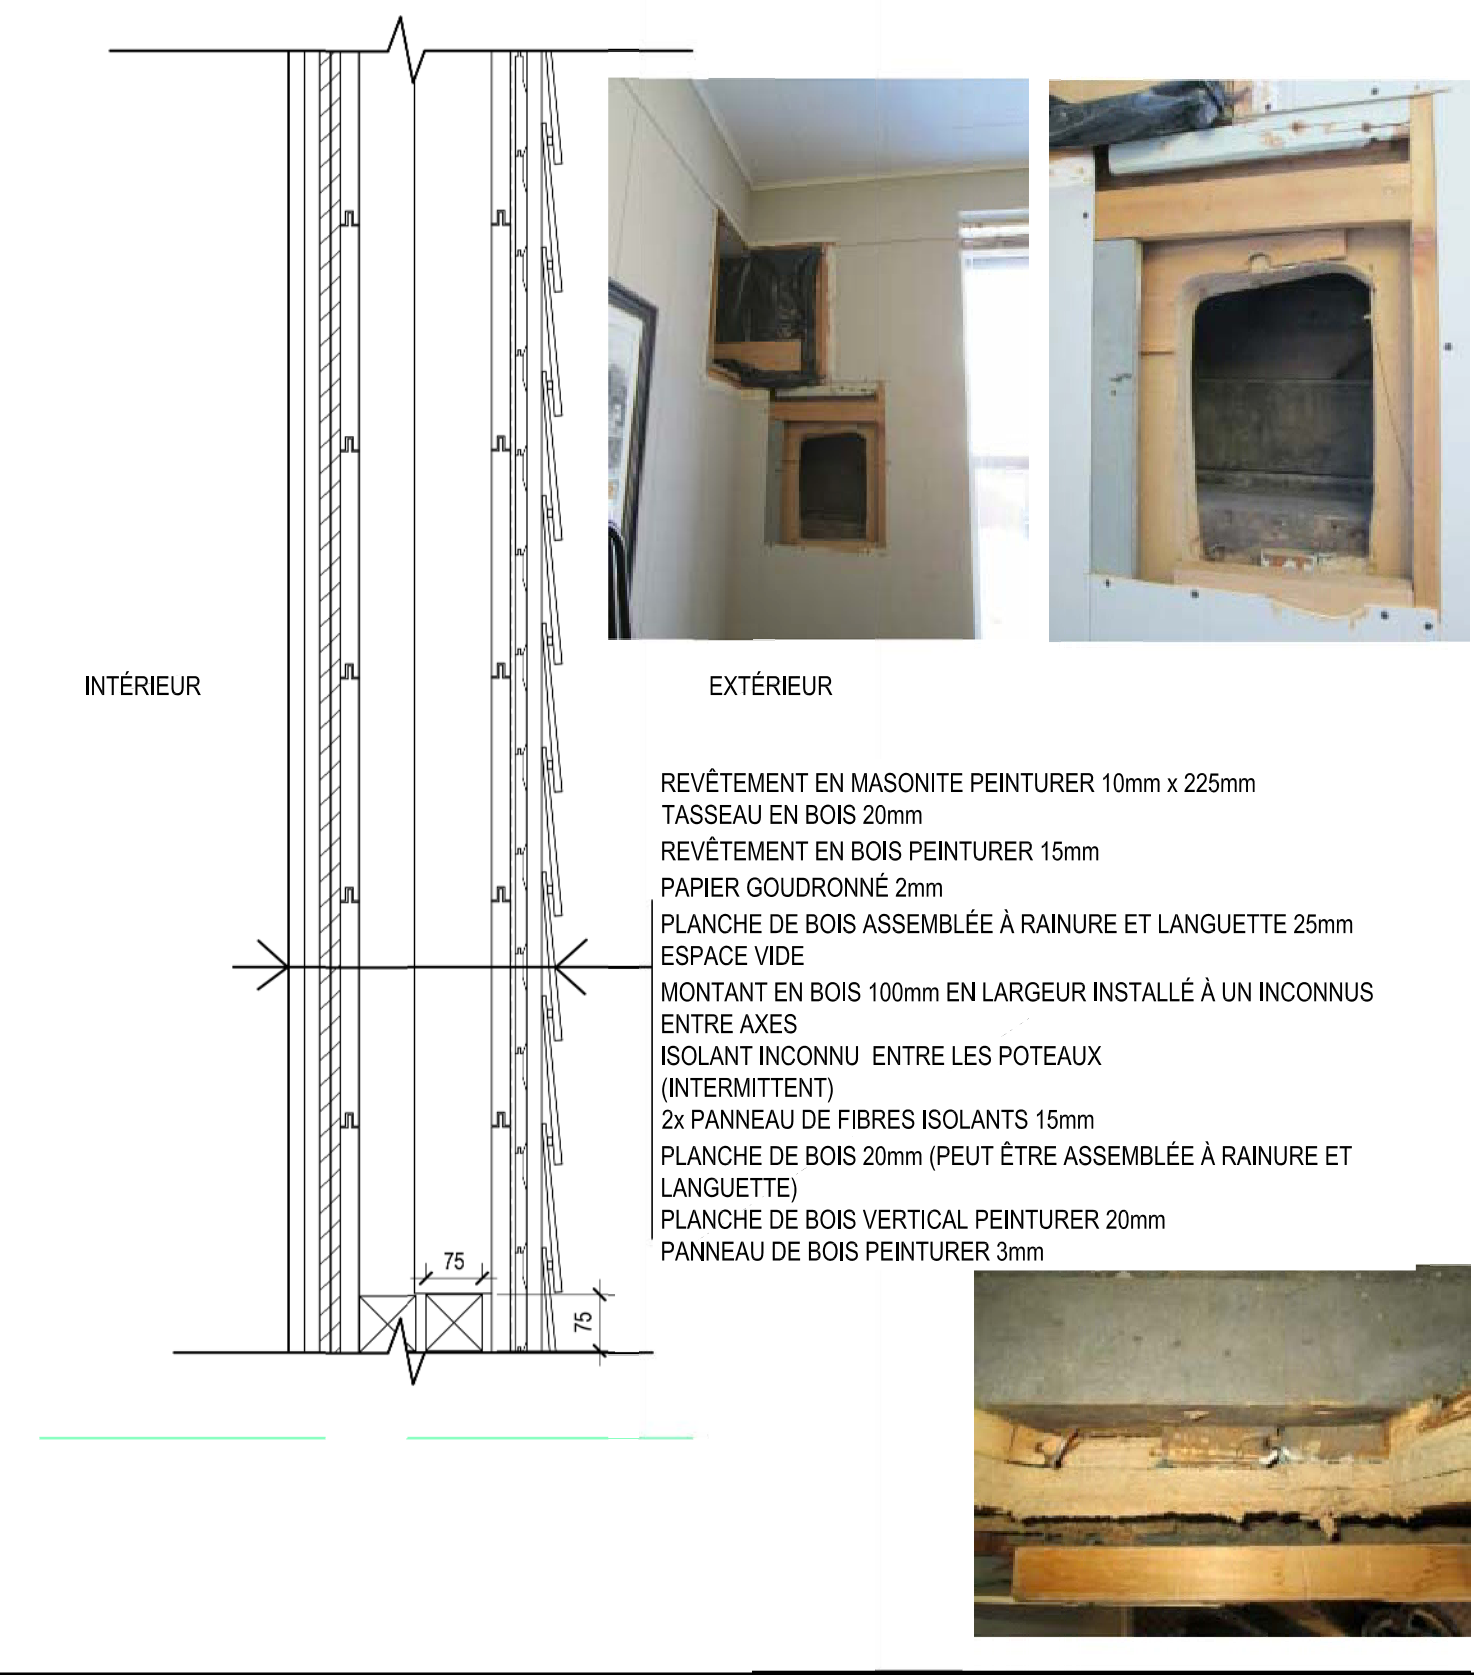 INTÉRIEUR
EXTÉRIEUR
REVÊTEMENT EN MASONITE PEINTURER 10mm x 225mm
TASSEAU EN BOIS 20mm
REVÊTEMENT EN BOIS PEINTURER 15mm
PAPIER GOUDRONNÉ 2mm
PLANCHE DE BOIS ASSEMBLÉE À RAINURE ET LANGUETTE 25mm
ESPACE VIDE
MONTANT EN BOIS 100mm EN LARGEUR INSTALLÉ À UN INCONNUS
ENTRE AXES
ISOLANT INCONNU ENTRE LES POTEAUX
(INTERMITTENT)
2x PANNEAU DE FIBRES ISOLANTS 15mm
PLANCHE DE BOIS 20mm (PEUT ÊTRE ASSEMBLÉE À RAINURE ET
LANGUETTE)
PLANCHE DE BOIS VERTICAL PEINTURER 20mm
PANNEAU DE BOIS PEINTURER 3mm
75
75